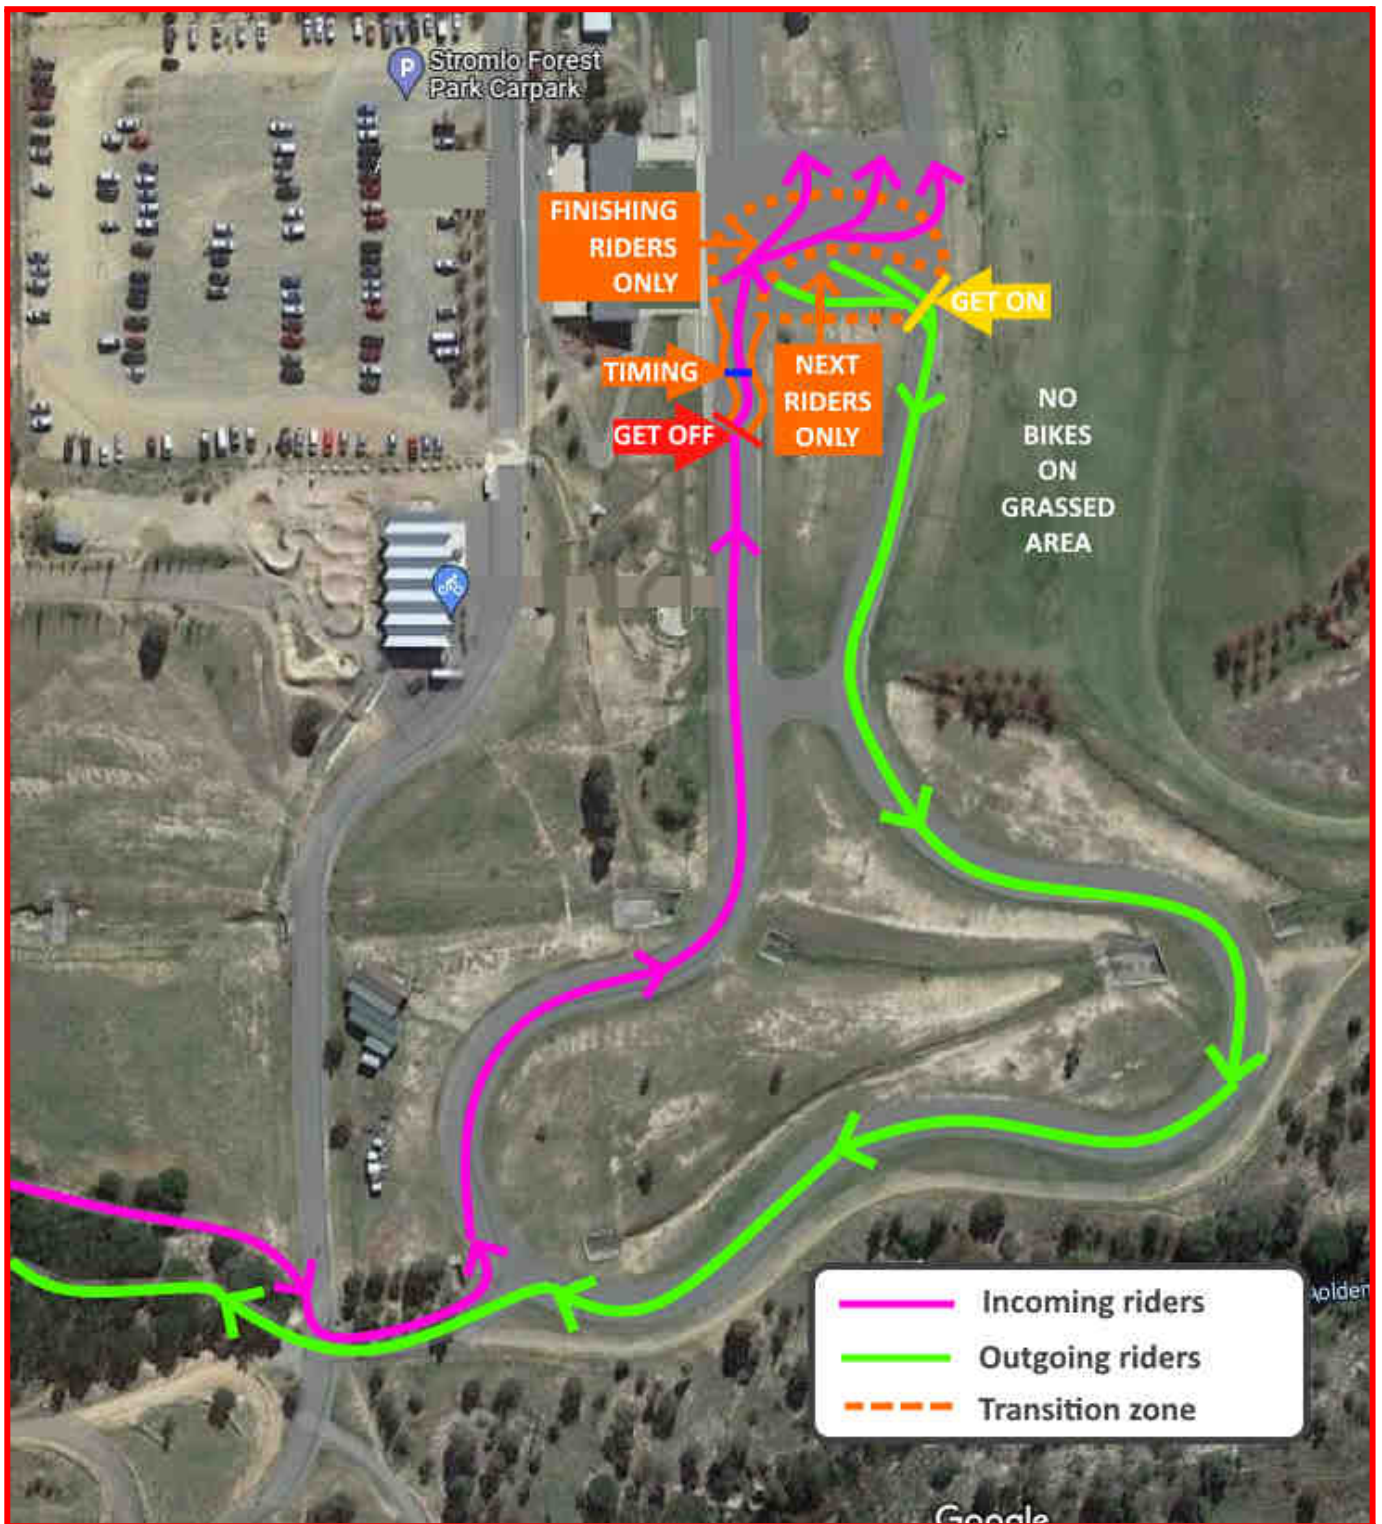 Stromlo Forest
Park Carpark
FINISHING
RIDERS
ONLY
GET ON
TIMING
NEXT
RIDERS
ONLY
GET OFF
NO
BIKES
ON
GRASSED
AREA
Incoming riders
Outgoing riders
Transition zone
Google